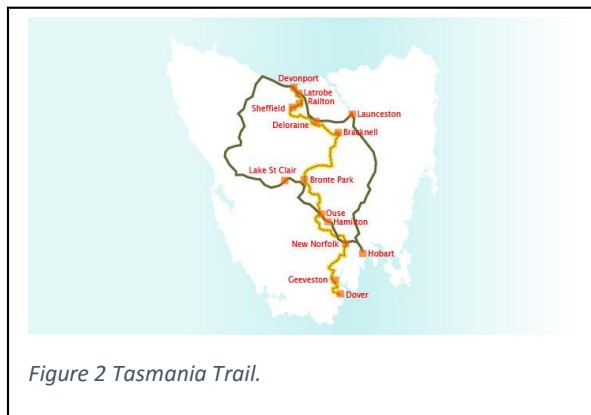 Devonport
Latrobe
Railton
Sheffield
Launceston
Deloraine
Bracknell
Lake St Clair
Bronte Park
Ouse
Hamilton
New Norfolk
Hobart
Geeveston
Dover
Figure 2 Tasmania Trail.